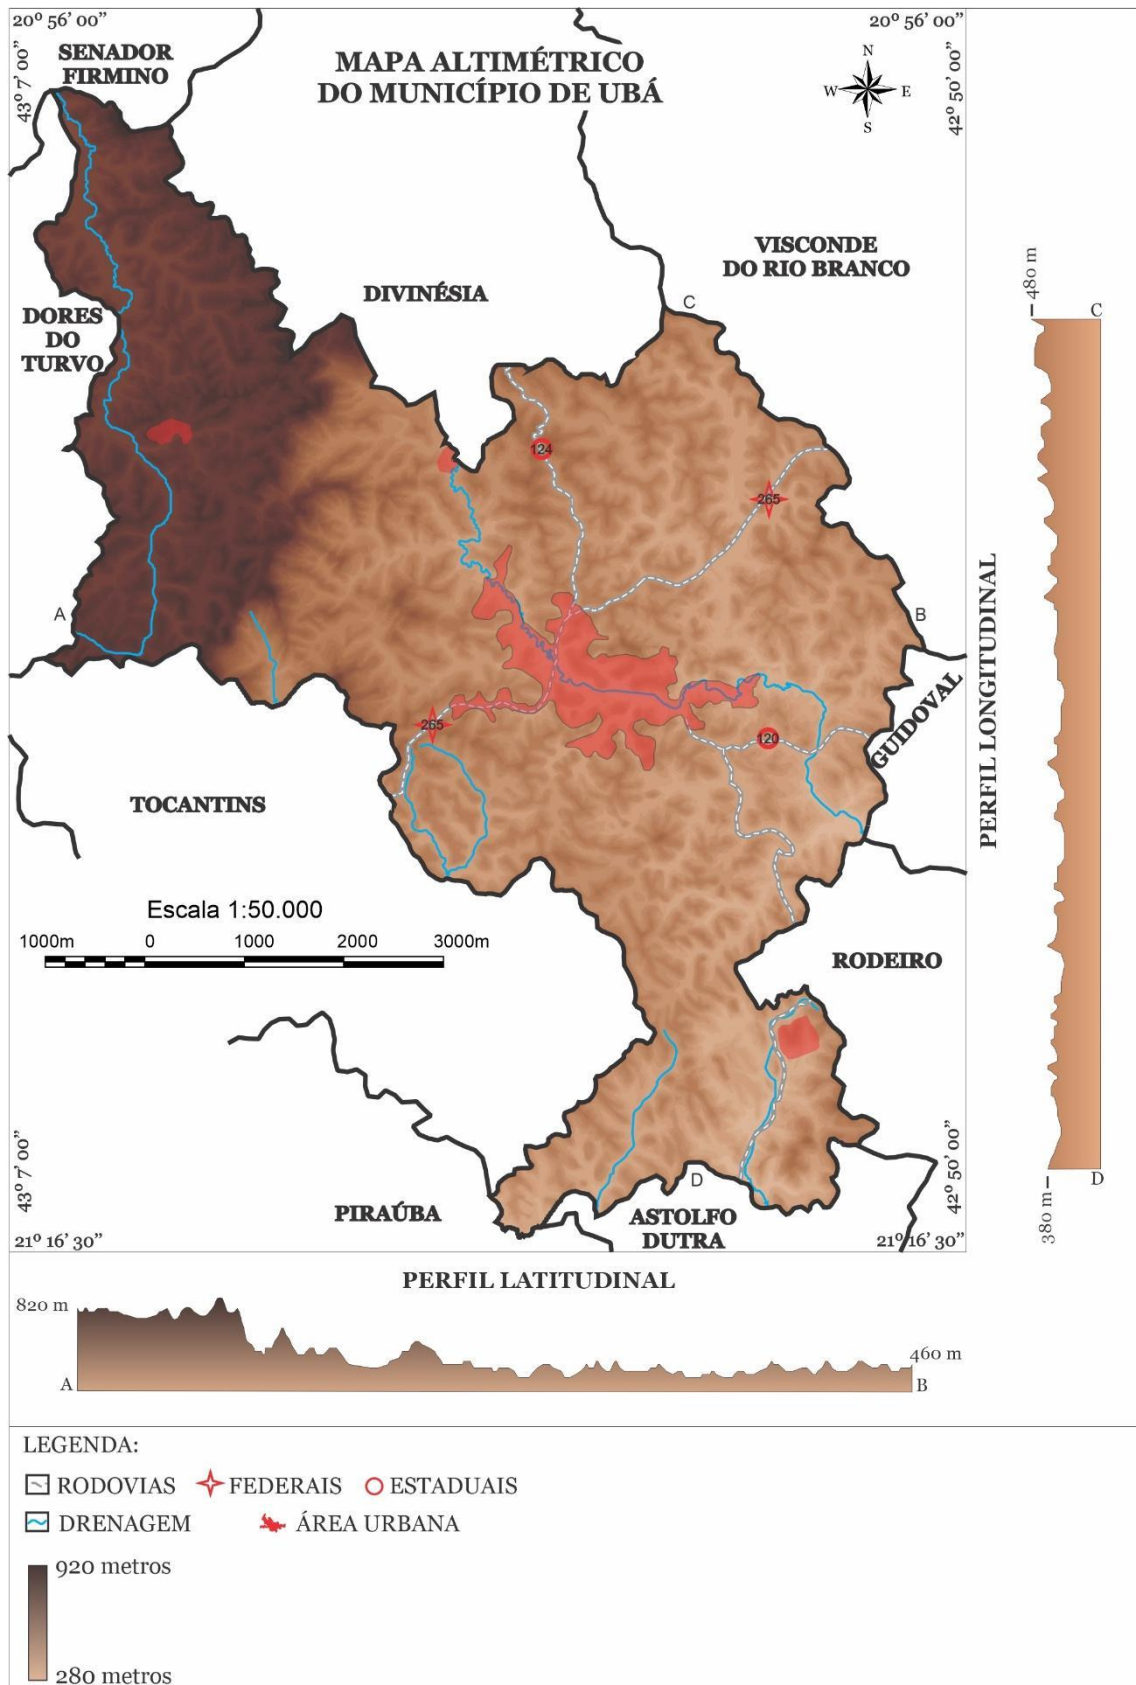 20º 56’ 00”
20º 56’ 00”
43º 7’ 00”
42º 50’ 00”
SENADOR
FIRMINO
MAPA ALTIMÉTRICO
DO MUNICÍPIO DE UBÁ
N
W
E
S
VISCONDE
DO RIO BRANCO
DIVINÉSIA
DORES
DO
TURVO
C
480 m
C
124
265
A
B
GUIDOVAL
PERFIL LONGITUDINAL
265
120
TOCANTINS
Escala 1:50.000
1000m 0 1000 2000 3000m
RODEIRO
43º 7’ 00”
42º 50’ 00”
PIRAÚBA
D
ASTOLFO
DUTRA
380 m
D
21º 16’ 30”
21º 16’ 30”
PERFIL LATITUDINAL
820 m
460 m
A
B
LEGENDA:
RODOVIAS FEDERAIS ESTADUAIS
DRENAGEM ÁREA URBANA
920 metros
280 metros